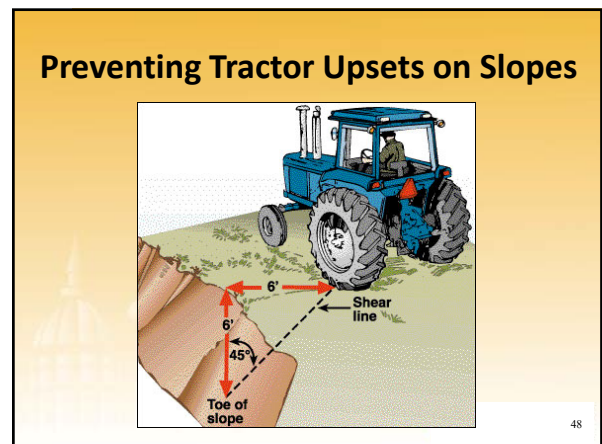 Preventing Tractor Upsets on Slopes
6'
Shear
line
6'
45°
Toe of
slope
48